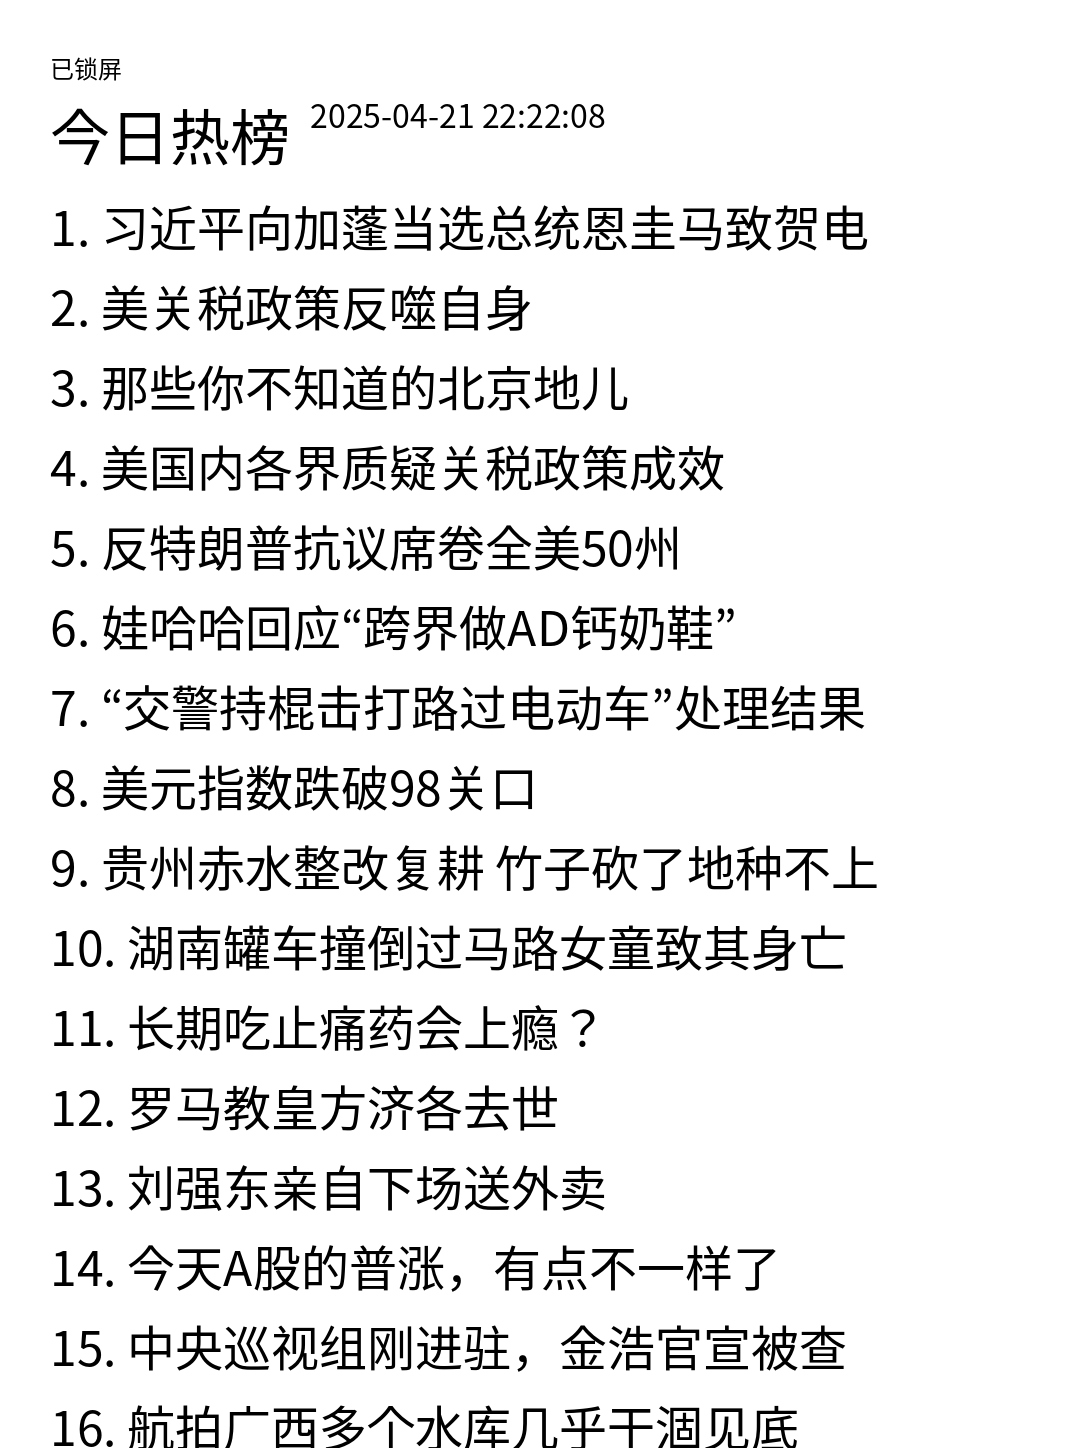 已锁屏
今日热榜 2025-04-21 22:22:08
1. 习近平向加蓬当选总统恩圭马致贺电
2. 美关税政策反噬自身
3. 那些你不知道的北京地儿
4. 美国内各界质疑关税政策成效
5. 反特朗普抗议席卷全美50州
6. 娃哈哈回应“跨界做AD钙奶鞋”
7. “交警持棍击打路过电动车”处理结果
8. 美元指数跌破98关口
9. 贵州赤水整改复耕 竹子砍了地种不上
10. 湖南罐车撞倒过马路女童致其身亡
11. 长期吃止痛药会上瘾？
12. 罗马教皇方济各去世
13. 刘强东亲自下场送外卖
14. 今天A股的普涨，有点不一样了
15. 中央巡视组刚进驻，金浩官宣被查
16. 航拍广西多个水库几乎干涸见底